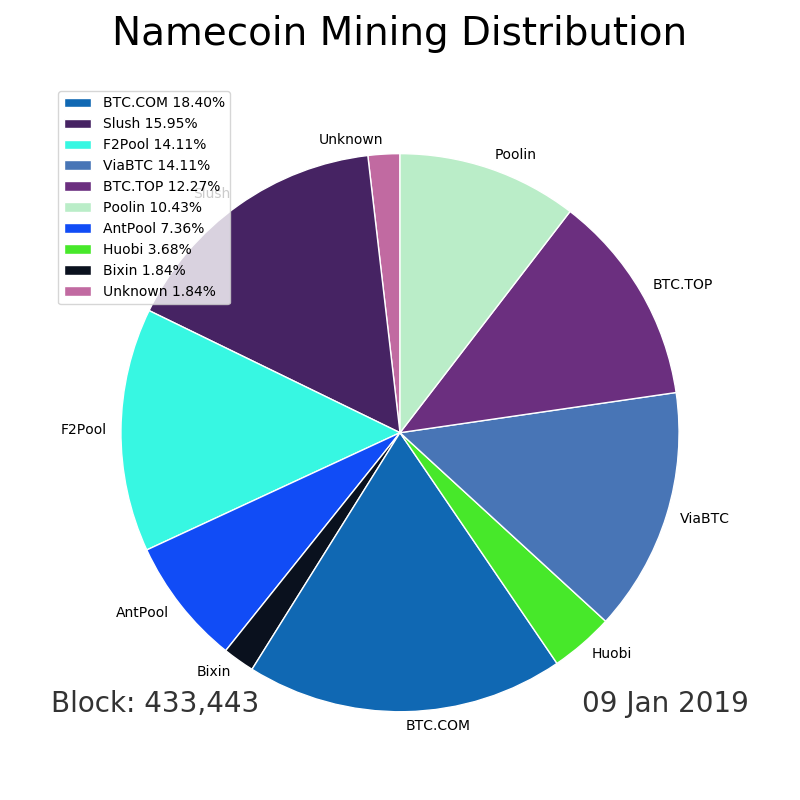 Namecoin Mining Distribution
BTC.COM 18.40%
Slush 15.95%
F2Pool 14.11%
ViaBTC 14.11%
BTC.TOP 12.27%
Poolin 10.43%
AntPool 7.36%
Huobi 3.68%
Bixin 1.84%
Unknown 1.84%
Unknown
Poolin
Slush
BTC.TOP
F2Pool
ViaBTC
AntPool
Huobi
Bixin
BTC.COM
Block: 433,443
09 Jan 2019